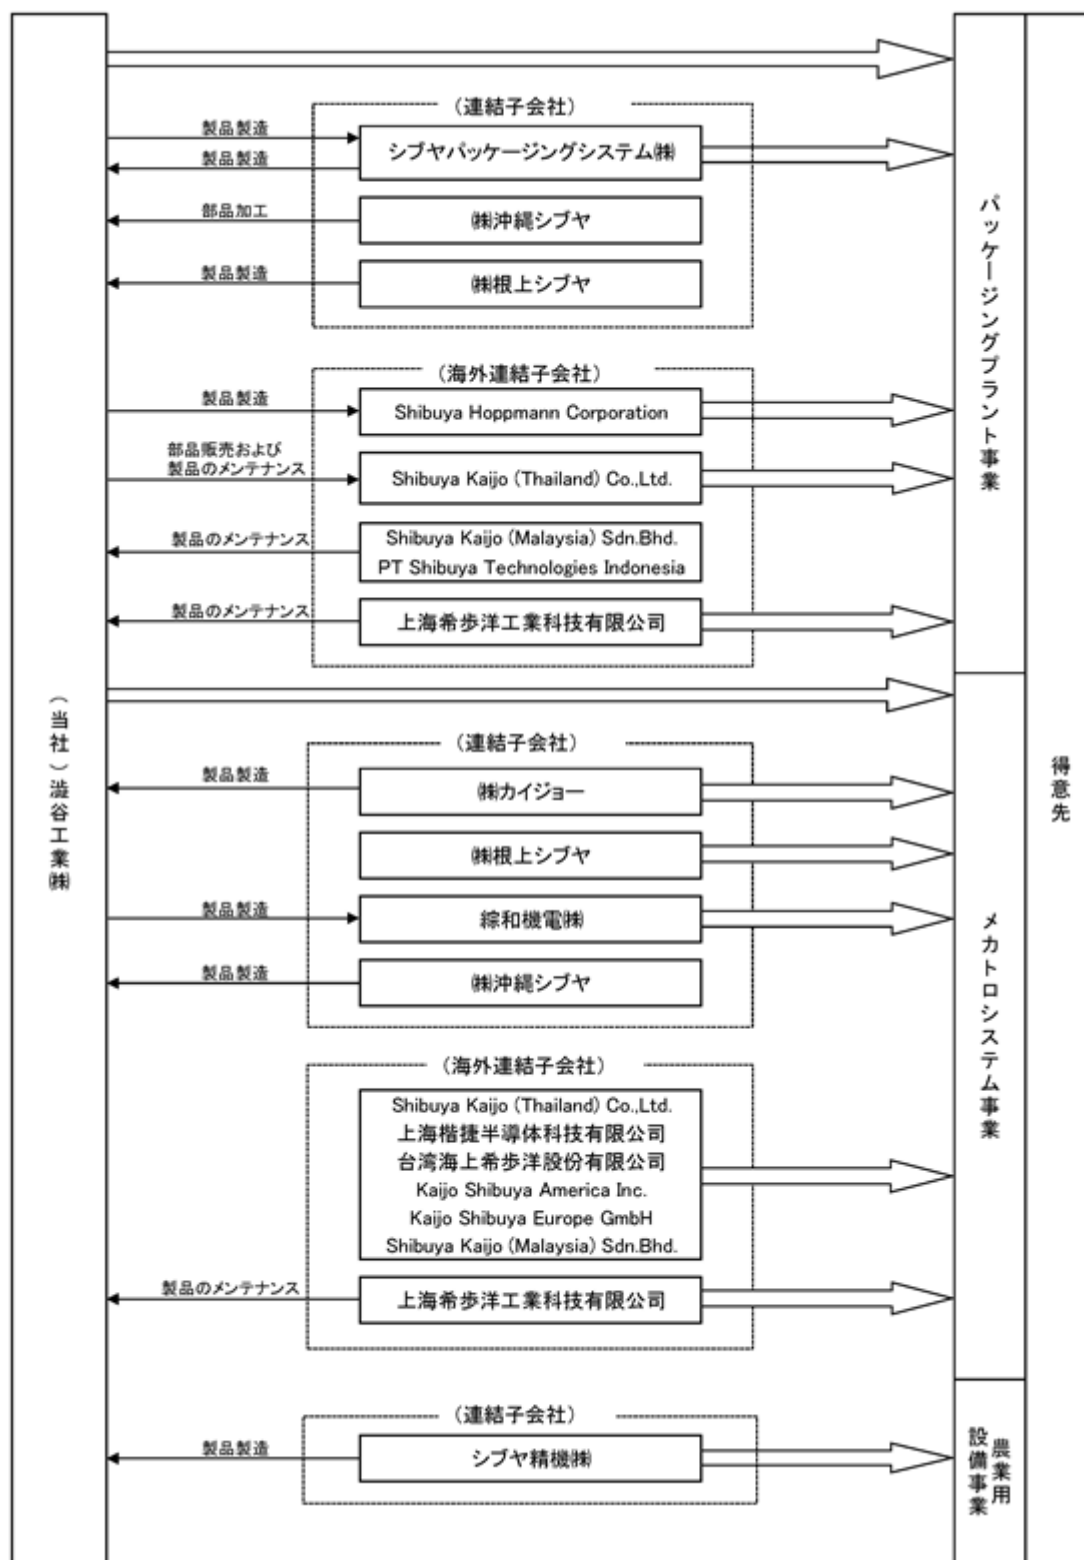 (連結子会社)
製品製造
シブヤパッケージングシステム㈱
製品製造
部品加工
㈱沖縄シブヤ
製品製造
㈱根上シブヤ
パッケージングプラント事業
(海外連結子会社)
製品製造
Shibuya Hoppmann Corporation
部品販売および
製品のメンテナンス
Shibuya Kaijo (Thailand) Co.,Ltd.
製品のメンテナンス
Shibuya Kaijo (Malaysia) Sdn.Bhd.
PT Shibuya Technologies Indonesia
製品のメンテナンス
上海希歩洋工業科技有限公司
(当社)澁谷工業㈱
得意先
(連結子会社)
製品製造
㈱カイジョー
㈱根上シブヤ
製品製造
綜和機電㈱
製品製造
㈱沖縄シブヤ
メカトロシステム事業
(海外連結子会社)
Shibuya Kaijo (Thailand) Co.,Ltd.
上海楷捷半導体科技有限公司
台湾海上希歩洋股份有限公司
Kaijo Shibuya America Inc.
Kaijo Shibuya Europe GmbH
Shibuya Kaijo (Malaysia) Sdn.Bhd.
製品のメンテナンス
上海希歩洋工業科技有限公司
(連結子会社)
製品製造
シブヤ精機㈱
農業用
設備事業